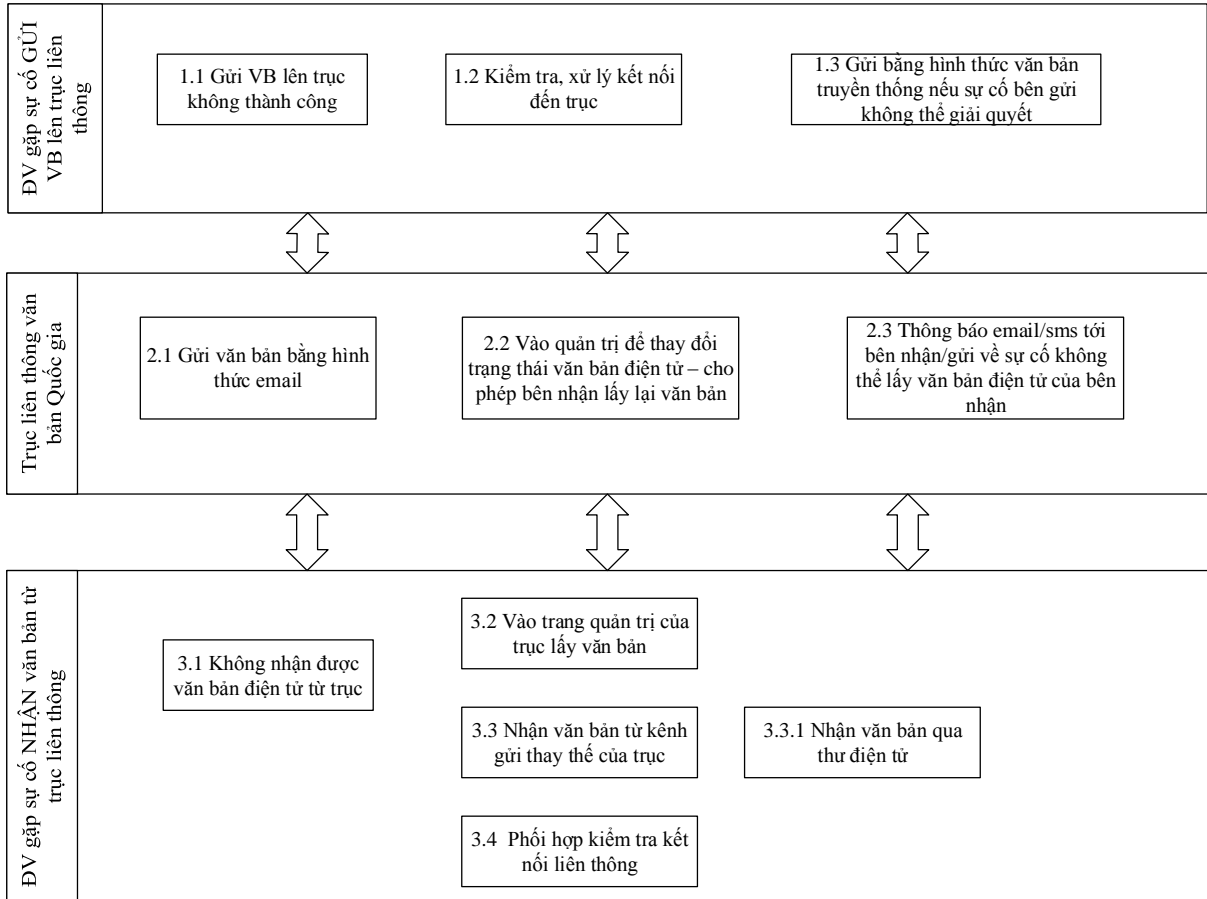 ĐV gặp sự cố GỬI
VB lên trục liên
thông
1.1 Gửi VB lên trục
không thành công
1.2 Kiểm tra, xử lý kết nối
đến trục
1.3 Gửi bằng hình thức văn bản
truyền thống nếu sự cố bên gửi
không thể giải quyết
Trục liên thông văn
bản Quốc gia
2.1 Gửi văn bản bằng hình
thức email
2.2 Vào quản trị để thay đổi
trạng thái văn bản điện tử – cho
phép bên nhận lấy lại văn bản
2.3 Thông báo email/sms tới
bên nhận/gửi về sự cố không
thể lấy văn bản điện tử của bên
nhận
ĐV gặp sự cố NHẬN văn bản từ
trục liên thông
3.1 Không nhận được
văn bản điện tử từ trục
3.2 Vào trang quản trị của
trục lấy văn bản
3.3 Nhận văn bản từ kênh
gửi thay thế của trục
3.3.1 Nhận văn bản qua
thư điện tử
3.4 Phối hợp kiểm tra kết
nối liên thông